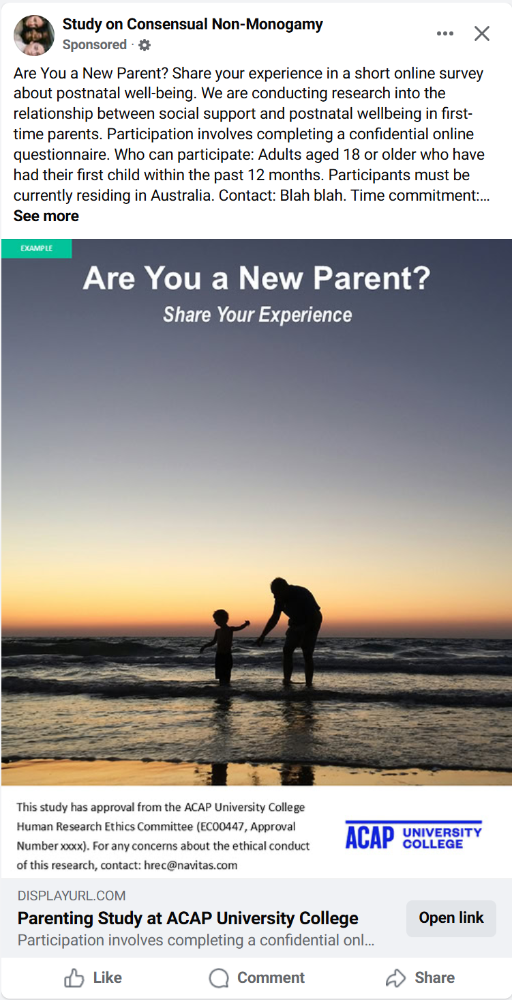 Study on Consensual Non-Monogamy
Sponsored ·
Are You a New Parent? Share your experience in a short online survey
about postnatal well-being. We are conducting research into the
relationship between social support and postnatal wellbeing in first-
time parents. Participation involves completing a confidential online
questionnaire. Who can participate: Adults aged 18 or older who have
had their first child within the past 12 months. Participants must be
currently residing in Australia. Contact: Blah blah. Time commitment:...
See more
EXAMPLE
Are You a New Parent?
Share Your Experience
This study has approval from the ACAP University College
Human Research Ethics Committee (EC00447, Approval
Number xxxx). For any concerns about the ethical conduct
of this research, contact: hrec@navitas.com
ACAP UNIVERSITY
COLLEGE
DISPLAYURL.COM
Parenting Study at ACAP University College
Open link
Participation involves completing a confidential onl...
Like
Comment
Share